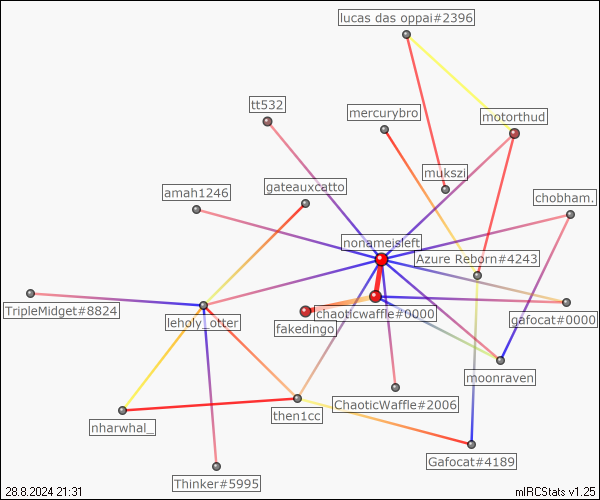 lucas das oppai#2396
tt532
mercurybro
motorthud
mukszi
amah1246
gateauxcatto
chobham.
nonameisleft
Azure Reborn#4243
TripleMidget#8824
leholy_otter
chaoticwaffle#0000
gafocat#0000
fakedingo
moonraven
ChaoticWaffle#2006
then1cc
nharwhal_
Gafocat#4189
Thinker#5995
28.8.2024 21:31
mIRCStats v1.25